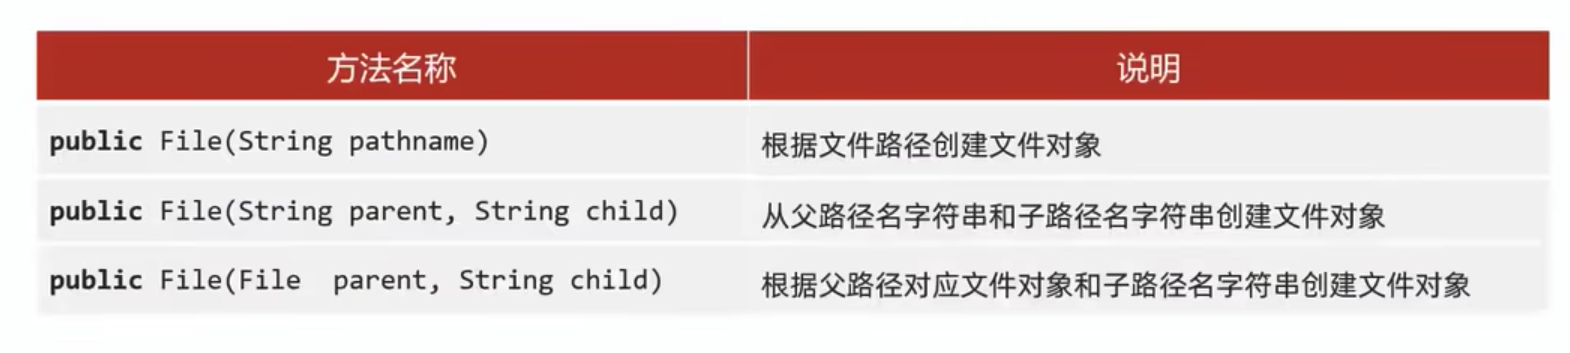 方法名称 说明
public File(String pathname) 根据文件路径创建文件对象
public File(String parent, String child) 从父路径名字符串和子路径名字符串创建文件对象
public File(File  parent, String child) 根据父路径对应文件对象和子路径名字符串创建文件对象